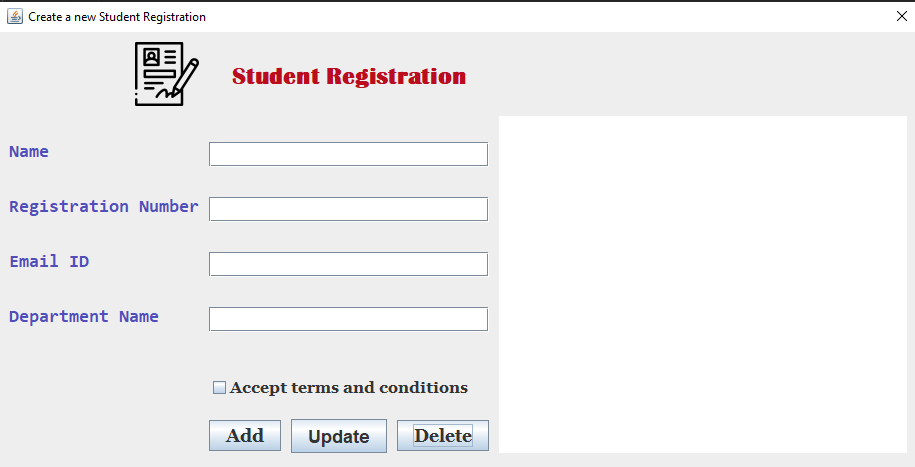 Create a new Student Registration
Student Registration
Name
Registration Number
Email ID
Department Name
Accept terms and conditions
Add Update Delete